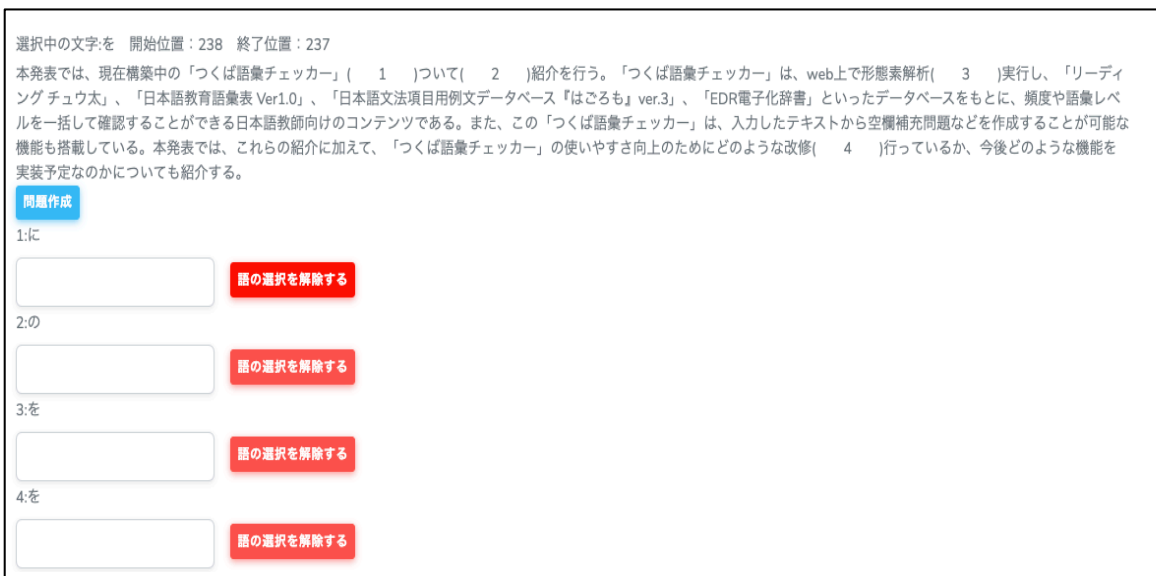 選択中の文字:を　開始位置：238　終了位置：237
本発表では、現在構築中の「つくば語彙チェッカー」(　　1　　)ついて(　　2　　)紹介を行う。「つくば語彙チェッカー」は、web上で形態素解析(　　3　　)実行し、「リーディ
ング チュウ太」、「日本語教育語彙表 Ver1.0」、「日本語文法項目用例文データベース『はごろも』ver.3」、「EDR電子化辞書」といったデータベースをもとに、頻度や語彙レベ
ルを一括して確認することができる日本語教師向けのコンテンツである。また、この「つくば語彙チェッカー」は、入力したテキストから空欄補充問題などを作成することが可能な
機能も搭載している。本発表では、これらの紹介に加えて、「つくば語彙チェッカー」の使いやすさ向上のためにどのような改修(　　4　　)行っているか、今後どのような機能を
実装予定なのかについても紹介する。
問題作成
1:に
語の選択を解除する
2:の
語の選択を解除する
3:を
語の選択を解除する
4:を
語の選択を解除する